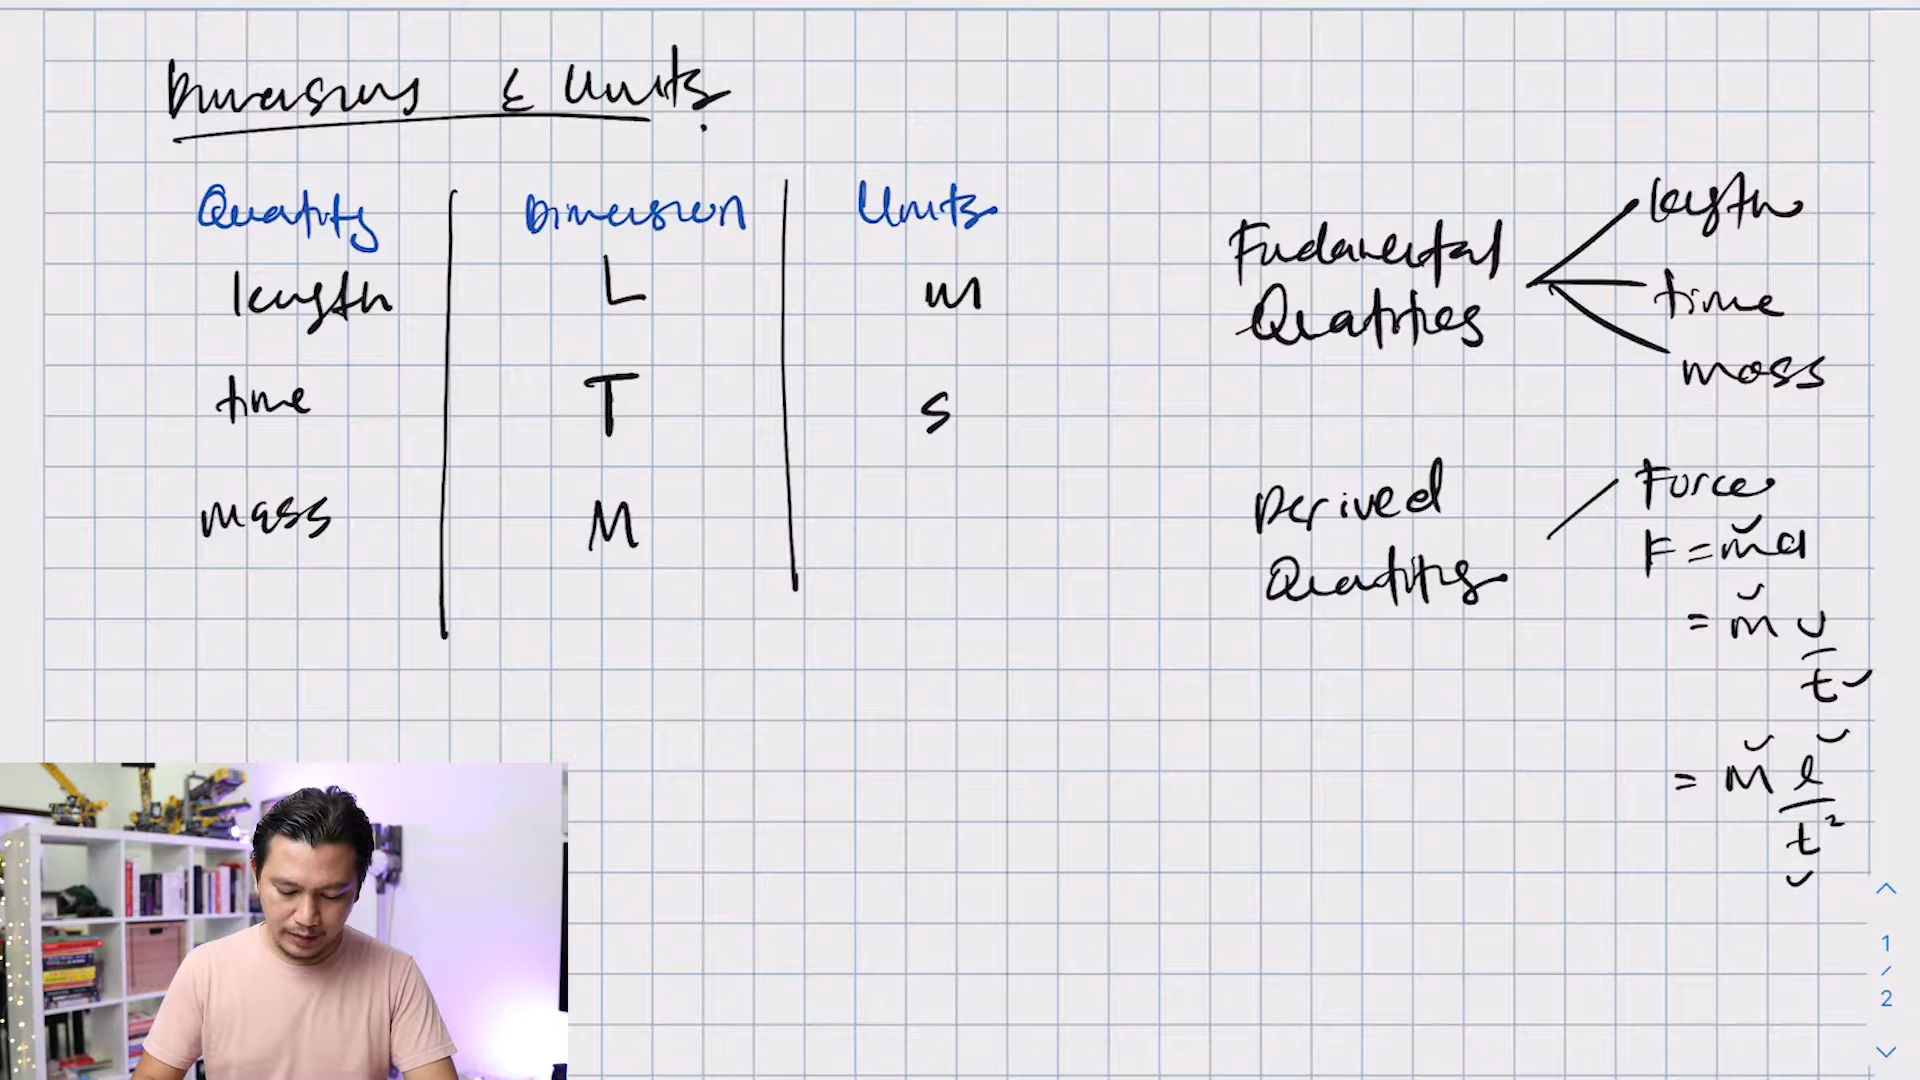 Dimensions & Units
Quantity Dimension Units
length L m
time T s
mass M
Fundamental
Quantities
length
time
mass
Derived
Quantities
Force
F = ma
= m v/t
= m l/t²
1
/
2